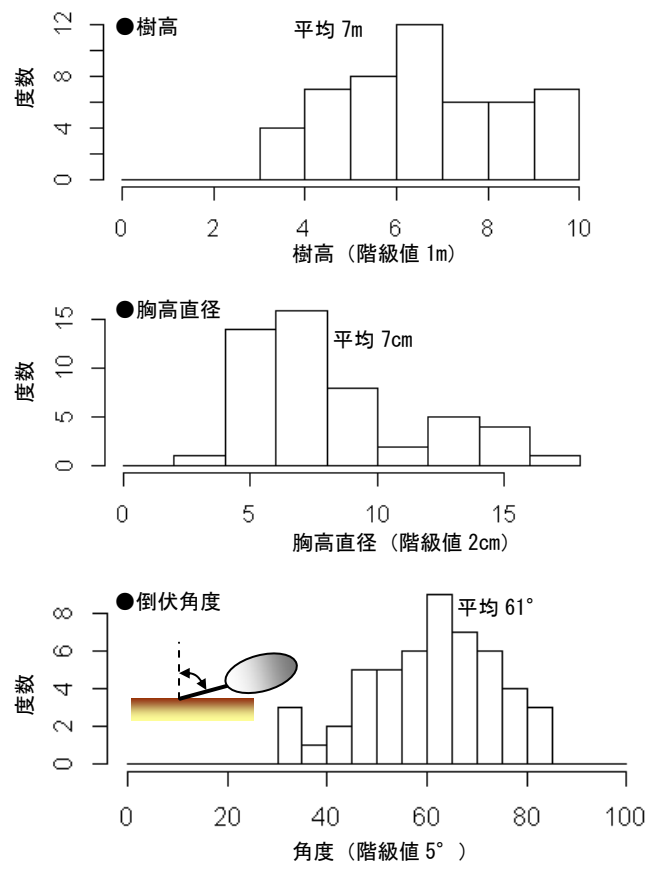 ●樹高
平均 7m
度数
0 4 8 12
0 2 4 6 8 10
樹高（階級値 1m）
●胸高直径
平均 7cm
度数
0 5 10 15
0 5 10 15
胸高直径（階級値 2cm）
●倒伏角度
平均 61°
度数
0 2 4 6 8
0 20 40 60 80 100
角度（階級値 5°）